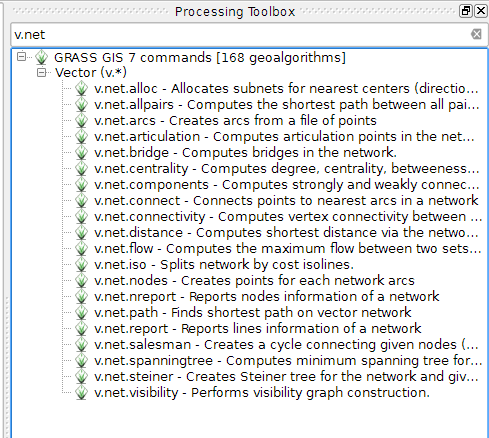 Processing Toolbox
v.net
GRASS GIS 7 commands [168 geoalgorithms]
Vector (v.*)
v.net.alloc - Allocates subnets for nearest centers (directio...
v.net.allpairs - Computes the shortest path between all pai...
v.net.arcs - Creates arcs from a file of points
v.net.articulation - Computes articulation points in the net...
v.net.bridge - Computes bridges in the network.
v.net.centrality - Computes degree, centrality, betweeness...
v.net.components - Computes strongly and weakly connec...
v.net.connect - Connects points to nearest arcs in a network
v.net.connectivity - Computes vertex connectivity between ...
v.net.distance - Computes shortest distance via the netwo...
v.net.flow - Computes the maximum flow between two sets...
v.net.iso - Splits network by cost isolines.
v.net.nodes - Creates points for each network arcs
v.net.nreport - Reports nodes information of a network
v.net.path - Finds shortest path on vector network
v.net.report - Reports lines information of a network
v.net.salesman - Creates a cycle connecting given nodes (...
v.net.spanningtree - Computes minimum spanning tree for...
v.net.steiner - Creates Steiner tree for the network and giv...
v.net.visibility - Performs visibility graph construction.